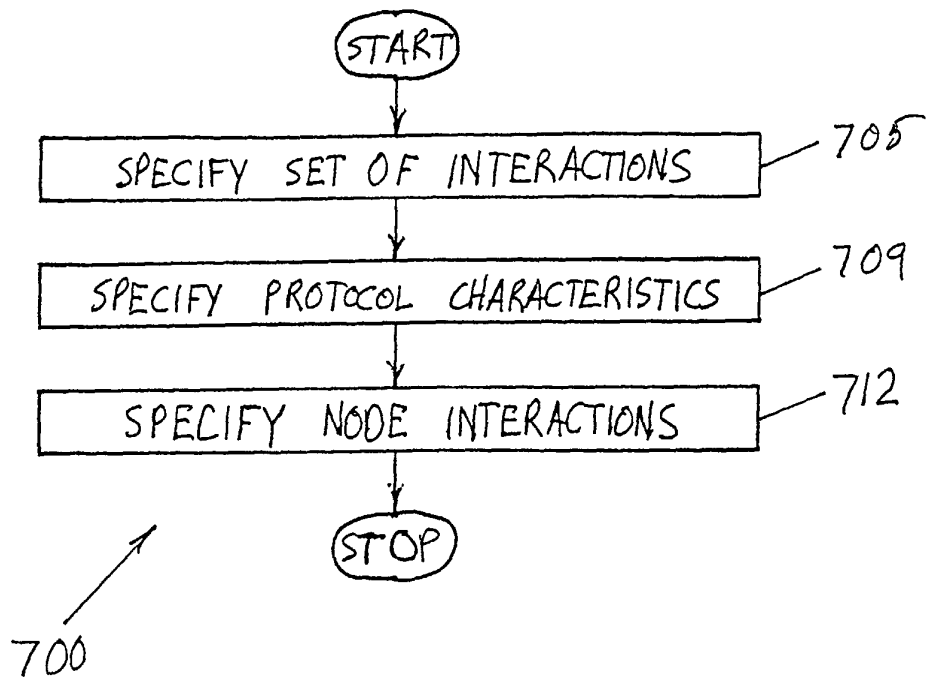 START
SPECIFY SET OF INTERACTIONS
705
SPECIFY PROTOCOL CHARACTERISTICS
709
SPECIFY NODE INTERACTIONS
712
STOP
700